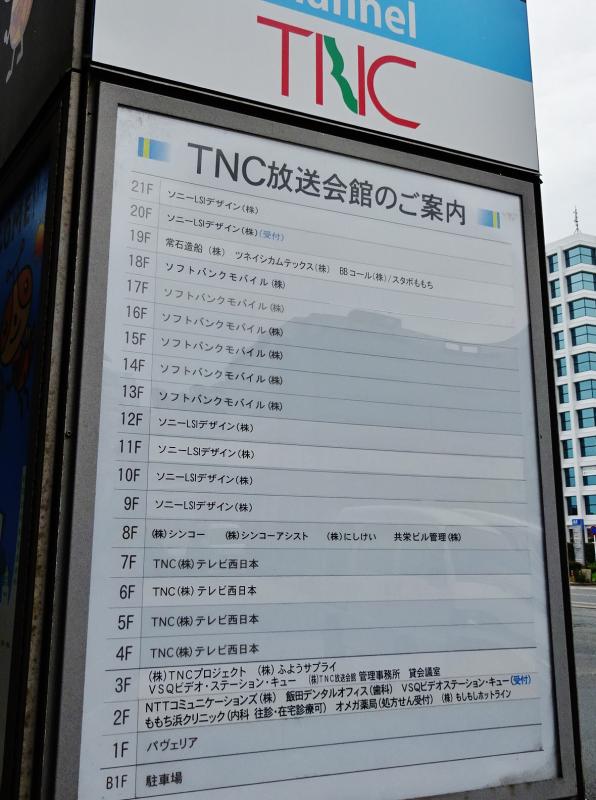 hannel
TNC
TNC放送会館のご案内
21F ソニーLSIデザイン(株)
20F ソニーLSIデザイン(株)(受付)
19F 常石造船(株) ツネイシカムテックス(株) BBコール(株)/スタボももち
18F ソフトバンクモバイル(株)
17F ソフトバンクモバイル(株)
16F ソフトバンクモバイル(株)
15F ソフトバンクモバイル(株)
14F ソフトバンクモバイル(株)
13F ソフトバンクモバイル(株)
12F ソニーLSIデザイン(株)
11F ソニーLSIデザイン(株)
10F ソニーLSIデザイン(株)
9F ソニーLSIデザイン(株)
8F (株)シンコー (株)シンコーアシスト (株)にしけい 共栄ビル管理(株)
7F TNC(株)テレビ西日本
6F TNC(株)テレビ西日本
5F TNC(株)テレビ西日本
4F TNC(株)テレビ西日本
3F (株)TNCプロジェクト (株)ふようサプライ
VSQビデオ・ステーション・キュー (株)TNC放送会館 管理事務所 貸会議室
2F NTTコミュニケーションズ(株) 飯田デンタルオフィス(歯科) VSQビデオステーション・キュー(受付)
ももち浜クリニック(内科 往診・在宅診療可) オメガ薬局(処方せん受付) (株)もしもしホットライン
1F パヴェリア
B1F 駐車場